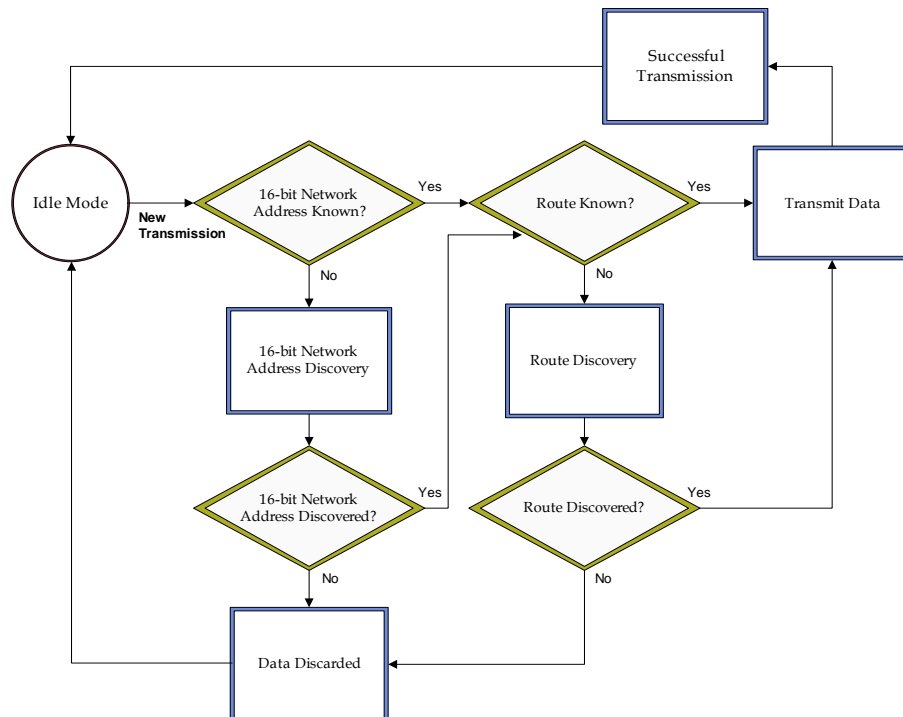 Successful
Transmission
Idle Mode
New
Transmission
16-bit Network
Address Known?
Yes
Route Known?
Yes
Transmit Data
No
No
16-bit Network
Address Discovery
Route Discovery
16-bit Network
Address Discovered?
Yes
Route Discovered?
Yes
No
No
Data Discarded